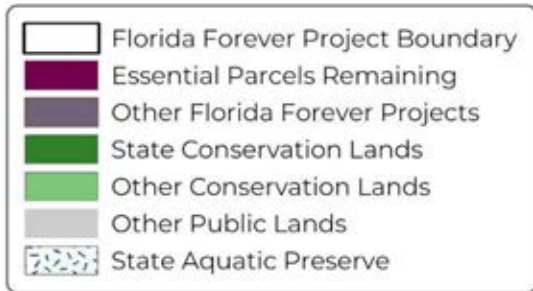 Florida Forever Project Boundary
Essential Parcels Remaining
Other Florida Forever Projects
State Conservation Lands
Other Conservation Lands
Other Public Lands
State Aquatic Preserve